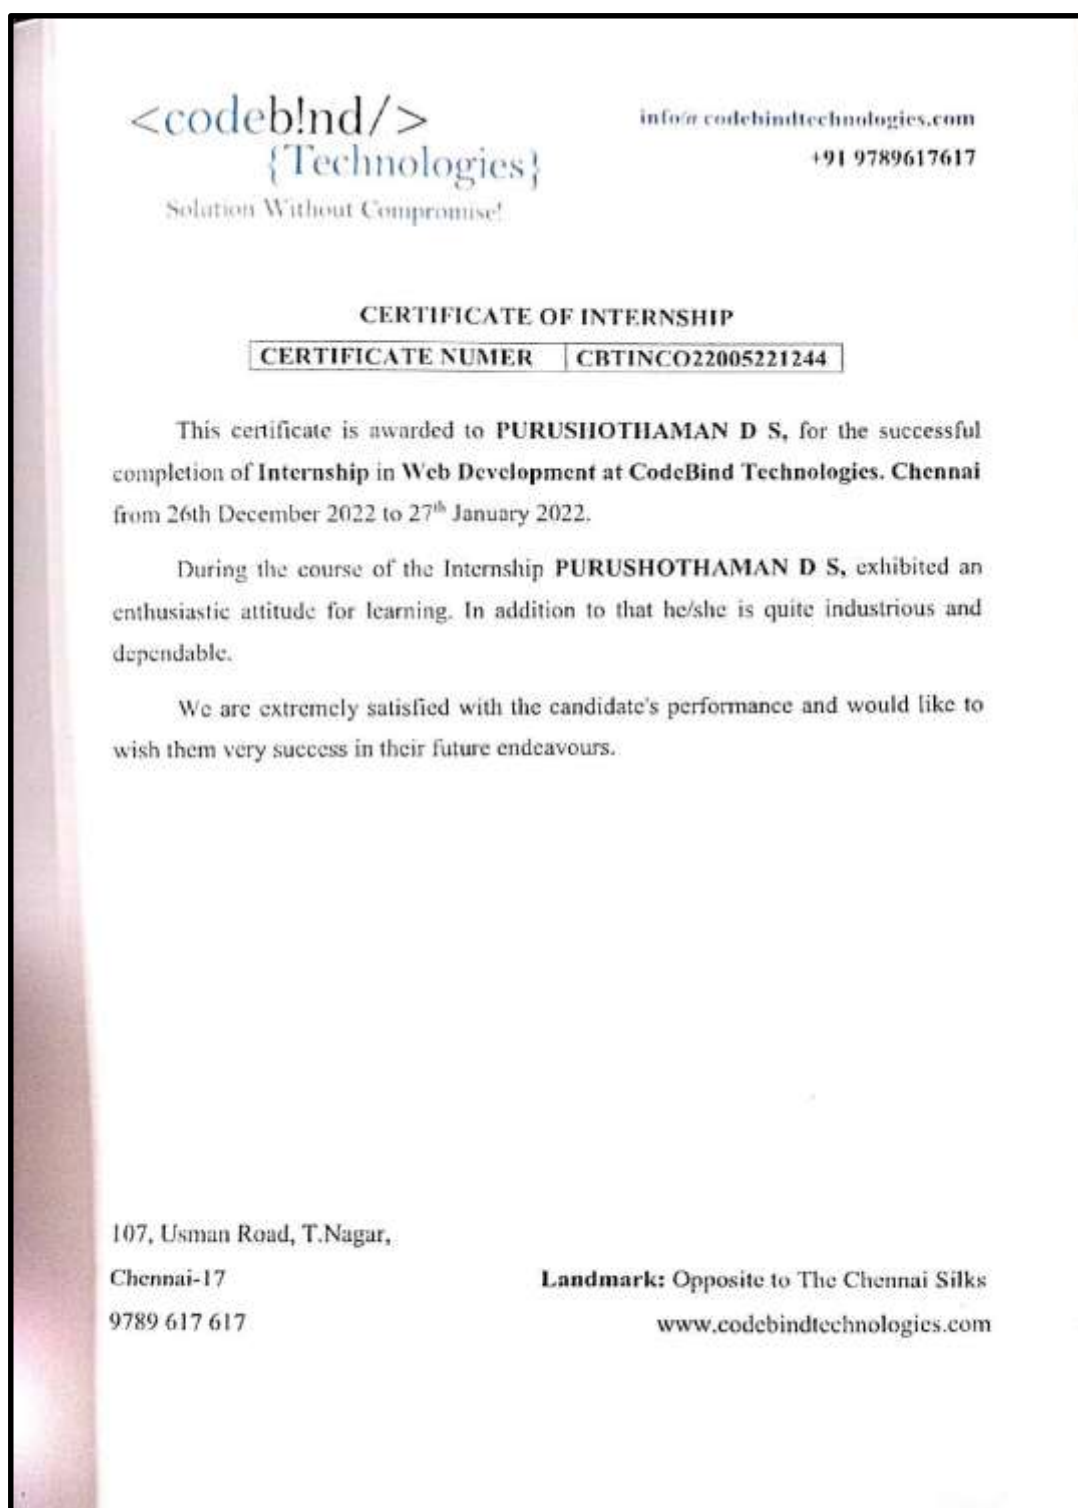 <codeb!nd/>
{Technologies}
Solution Without Compromise!
info@codebindtechnologies.com
+91 9789617617
CERTIFICATE OF INTERNSHIP
CERTIFICATE NUMER CBTINCO22005221244
This certificate is awarded to PURUSHOTHAMAN D S, for the successful
completion of Internship in Web Development at CodeBind Technologies. Chennai
from 26th December 2022 to 27th January 2022.
During the course of the Internship PURUSHOTHAMAN D S, exhibited an
enthusiastic attitude for learning. In addition to that he/she is quite industrious and
dependable.
We are extremely satisfied with the candidate's performance and would like to
wish them very success in their future endeavours.
107, Usman Road, T.Nagar,
Chennai-17
Landmark: Opposite to The Chennai Silks
9789 617 617
www.codebindtechnologies.com